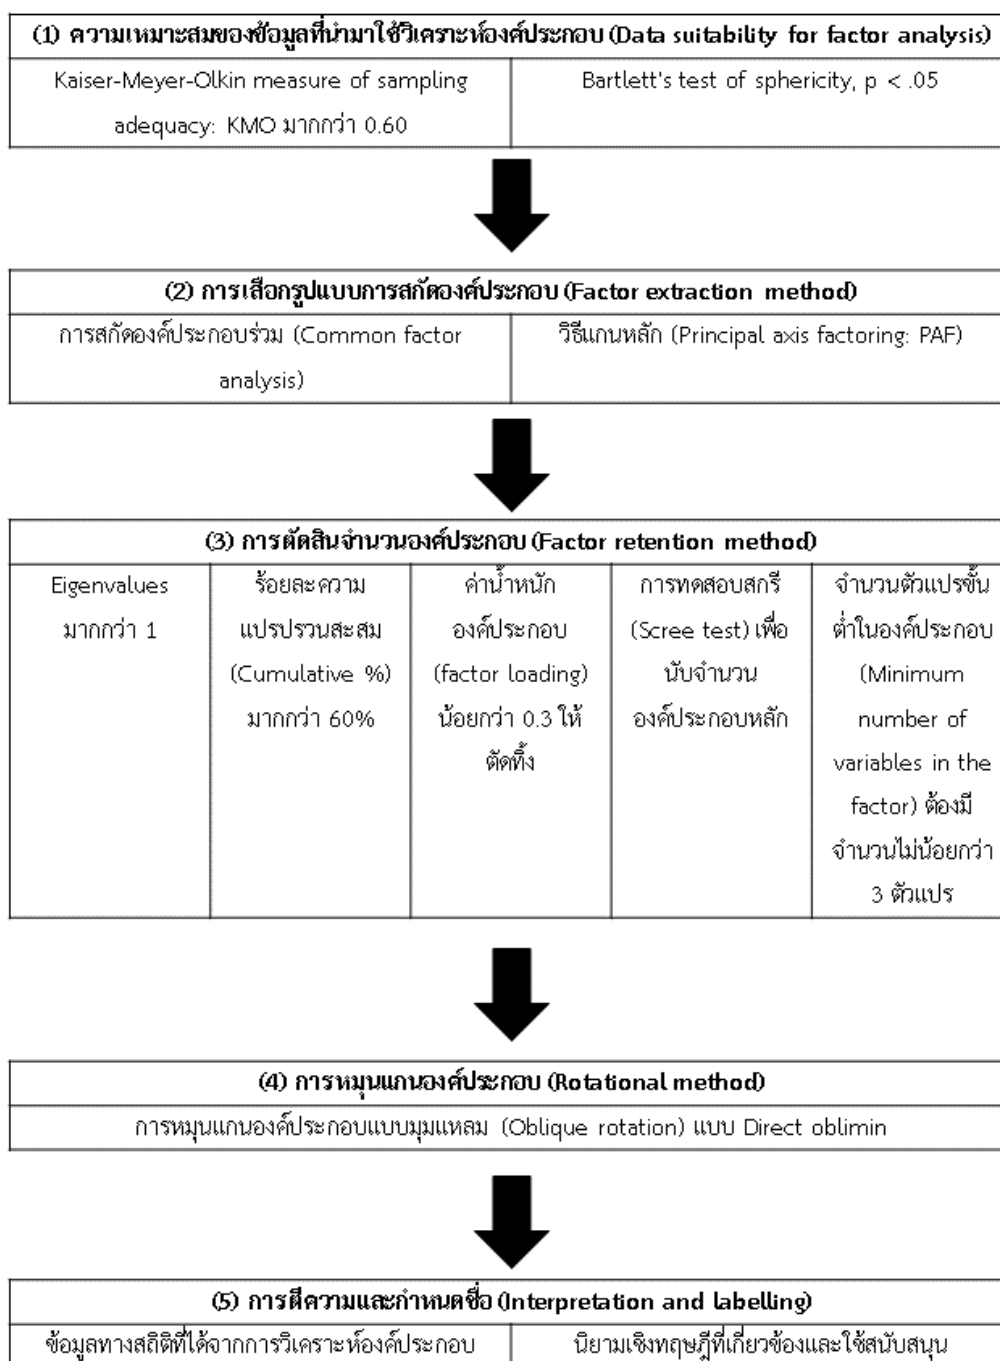 (1) ความเหมาะสมของข้อมูลที่นำมาใช้วิเคราะห์องค์ประกอบ (Data suitability for factor analysis)
Kaiser-Meyer-Olkin measure of sampling
adequacy: KMO มากกว่า 0.60
Bartlett's test of sphericity, p < .05
(2) การเลือกรูปแบบการสกัดองค์ประกอบ (Factor extraction method)
การสกัดองค์ประกอบร่วม (Common factor
analysis)
วิธีแกนหลัก (Principal axis factoring: PAF)
(3) การตัดสินจำนวนองค์ประกอบ (Factor retention method)
Eigenvalues
มากกว่า 1
ร้อยละความ
แปรปรวนสะสม
(Cumulative %)
มากกว่า 60%
ค่าน้ำหนัก
องค์ประกอบ
(factor loading)
น้อยกว่า 0.3 ให้
ตัดทิ้ง
การทดสอบสกรี
(Scree test) เพื่อ
นับจำนวน
องค์ประกอบหลัก
จำนวนตัวแปรขั้น
ต่ำในองค์ประกอบ
(Minimum
number of
variables in the
factor) ต้องมี
จำนวนไม่น้อยกว่า
3 ตัวแปร
(4) การหมุนแกนองค์ประกอบ (Rotational method)
การหมุนแกนองค์ประกอบแบบมุมแหลม (Oblique rotation) แบบ Direct oblimin
(5) การตีความและกำหนดชื่อ (Interpretation and labelling)
ข้อมูลทางสถิติที่ได้จากการวิเคราะห์องค์ประกอบ
นิยามเชิงทฤษฎีที่เกี่ยวข้องและใช้สนับสนุน